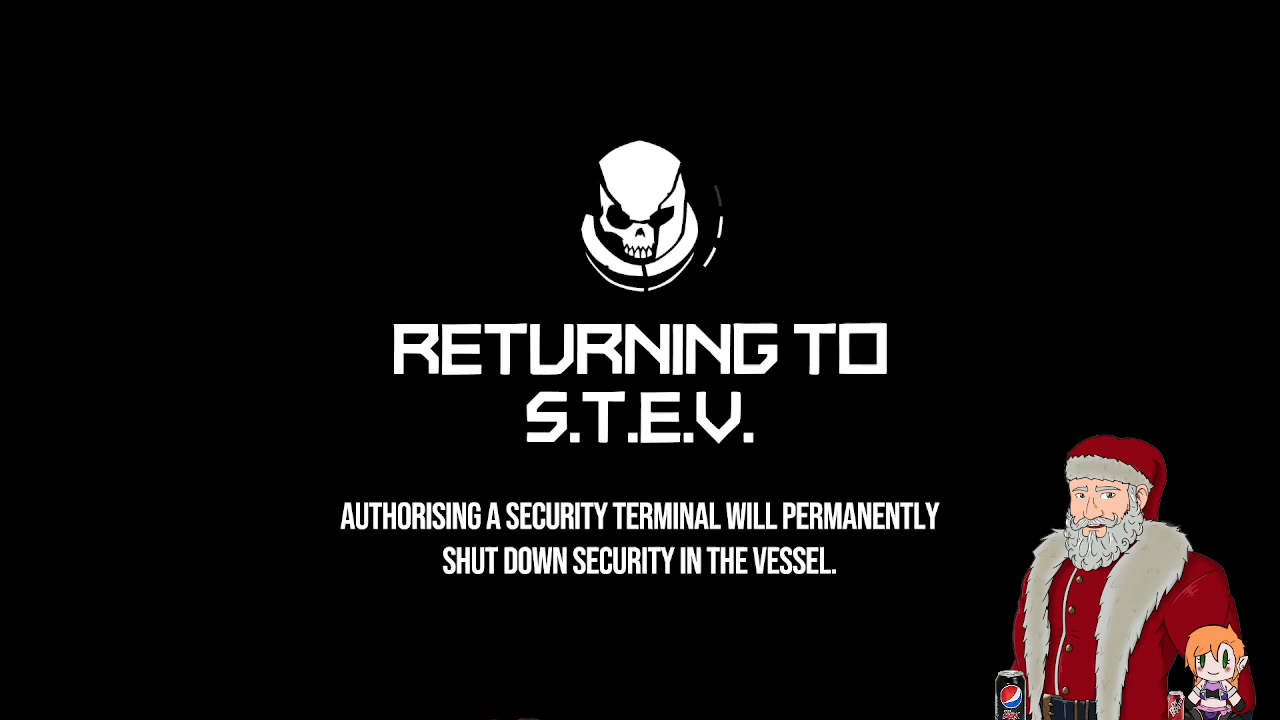 RETURNING TO
S.T.E.V.
AUTHORISING A SECURITY TERMINAL WILL PERMANENTLY
SHUT DOWN SECURITY IN THE VESSEL.